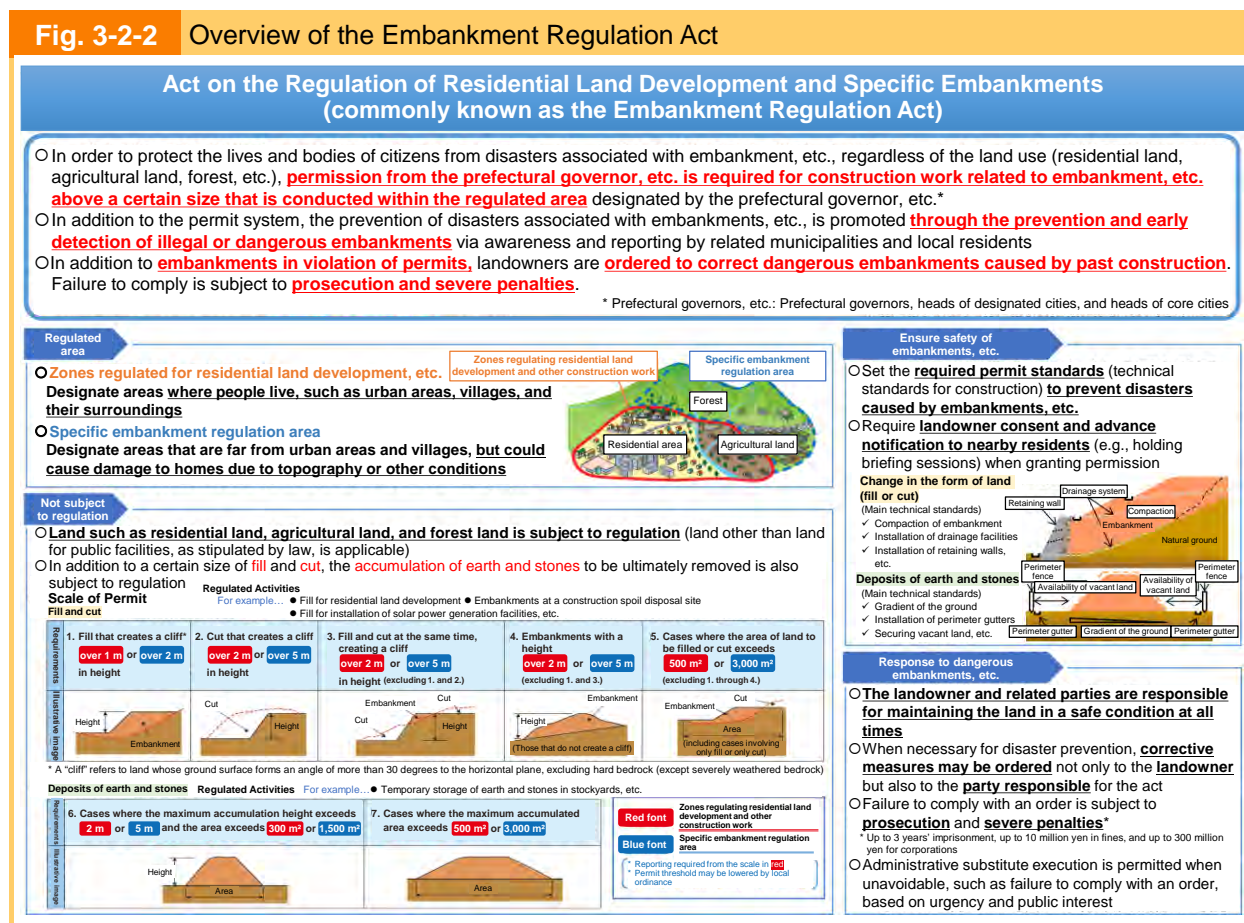 Fig. 3-2-2 Overview of the Embankment Regulation Act
Act on the Regulation of Residential Land Development and Specific Embankments
(commonly known as the Embankment Regulation Act)
○In order to protect the lives and bodies of citizens from disasters associated with embankment, etc., regardless of the land use (residential land,
agricultural land, forest, etc.), permission from the prefectural governor, etc. is required for construction work related to embankment, etc.
above a certain size that is conducted within the regulated area designated by the prefectural governor, etc.*
○In addition to the permit system, the prevention of disasters associated with embankments, etc., is promoted through the prevention and early
detection of illegal or dangerous embankments via awareness and reporting by related municipalities and local residents
○In addition to embankments in violation of permits, landowners are ordered to correct dangerous embankments caused by past construction.
Failure to comply is subject to prosecution and severe penalties.
* Prefectural governors, etc.: Prefectural governors, heads of designated cities, and heads of core cities
Regulated
area
○Zones regulated for residential land development, etc.
Designate areas where people live, such as urban areas, villages, and
their surroundings
○Specific embankment regulation area
Designate areas that are far from urban areas and villages, but could
cause damage to homes due to topography or other conditions
Zones regulating residential land
development and other construction work
Specific embankment
regulation area
Forest
Residential area
Agricultural land
Not subject
to regulation
○Land such as residential land, agricultural land, and forest land is subject to regulation (land other than land
for public facilities, as stipulated by law, is applicable)
○In addition to a certain size of fill and cut, the accumulation of earth and stones to be ultimately removed is also
subject to regulation
Scale of Permit
Fill and cut
Regulated Activities
For example… ● Fill for residential land development ● Embankments at a construction spoil disposal site
● Fill for installation of solar power generation facilities, etc.
Requirements
Illustrative image
1. Fill that creates a cliff*
over 1 m or over 2 m
in height
Height
Embankment
2. Cut that creates a cliff
over 2 m or over 5 m
in height
Cut
Height
3. Fill and cut at the same time,
creating a cliff
over 2 m or over 5 m
in height (excluding 1. and 2.)
Cut
Embankment
Cut
Height
4. Embankments with a
height
over 2 m or over 5 m
(excluding 1. and 3.)
Embankment
Height
(Those that do not create a cliff)
5. Cases where the area of land to
be filled or cut exceeds
500 m² or 3,000 m²
(excluding 1. through 4.)
Cut
Embankment
Area
(including cases involving
only fill or only cut)
* A "cliff" refers to land whose ground surface forms an angle of more than 30 degrees to the horizontal plane, excluding hard bedrock (except severely weathered bedrock)
Deposits of earth and stones Regulated Activities For example… ● Temporary storage of earth and stones in stockyards, etc.
Requirements
Illustrative image
6. Cases where the maximum accumulation height exceeds
2 m or 5 m and the area exceeds 300 m² or 1,500 m²
Height
Area
7. Cases where the maximum accumulated
area exceeds 500 m² or 3,000 m²
Area
Red font
Zones regulating residential land
development and other
construction work
Blue font
Specific embankment regulation
area
* Reporting required from the scale in red
* Permit threshold may be lowered by local
ordinance
Ensure safety of
embankments, etc.
○Set the required permit standards (technical
standards for construction) to prevent disasters
caused by embankments, etc.
○Require landowner consent and advance
notification to nearby residents (e.g., holding
briefing sessions) when granting permission
Change in the form of land
(fill or cut)
(Main technical standards)
✓ Compaction of embankment
✓ Installation of drainage facilities
✓ Installation of retaining walls,
etc.
Drainage system
Retaining wall
Compaction
Embankment
Natural ground
Deposits of earth and stones
(Main technical standards)
✓ Gradient of the ground
✓ Installation of perimeter gutters
✓ Securing vacant land, etc.
Perimeter
fence
Availability of vacant land
Availability of
vacant land
Perimeter
fence
Perimeter gutter
Gradient of the ground
Perimeter gutter
Response to dangerous
embankments, etc.
○The landowner and related parties are responsible
for maintaining the land in a safe condition at all
times
○When necessary for disaster prevention, corrective
measures may be ordered not only to the landowner
but also to the party responsible for the act
○Failure to comply with an order is subject to
prosecution and severe penalties*
* Up to 3 years' imprisonment, up to 10 million yen in fines, and up to 300 million
yen for corporations
○Administrative substitute execution is permitted when
unavoidable, such as failure to comply with an order,
based on urgency and public interest